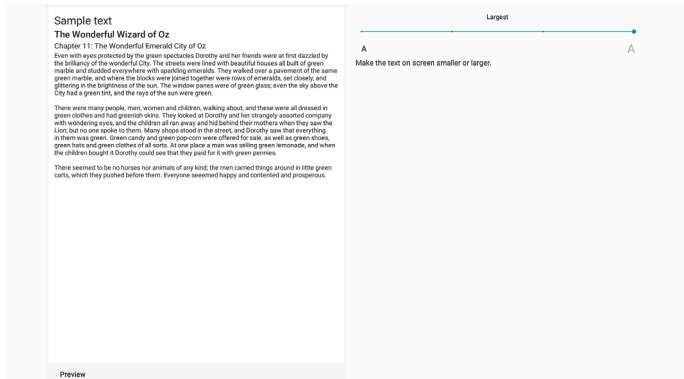 Sample text
The Wonderful Wizard of Oz
Chapter 11: The Wonderful Emerald City of Oz
Even with eyes protected by the green spectacles Dorothy and her friends were at first dazzled by
the brilliancy of the wonderful City. The streets were lined with beautiful houses all built of green
marble and studded everywhere with sparkling emeralds. They walked over a pavement of the same
green marble, and where the blocks were joined together were rows of emeralds, set closely, and
glittering in the brightness of the sun. The window panes were of green glass; even the sky above the
City had a green tint, and the rays of the sun were green.
There were many people, men, women and children, walking about, and these were all dressed in
green clothes and had greenish skins. They looked at Dorothy and her strangely assorted company
with wondering eyes, and the children all ran away and hid behind their mothers when they saw the
Lion; but no one spoke to them. Many shops stood in the street, and Dorothy saw that everything
in them was green. Green candy and green pop-corn were offered for sale, as well as green shoes,
green hats and green clothes of all sorts. At one place a man was selling green lemonade, and when
the children bought it Dorothy could see that they paid for it with green pennies.
There seemed to be no horses nor animals of any kind; the men carried things around in little green
carts, which they pushed before them. Everyone seeemed happy and contented and prosperous.
Preview
Largest
A
A
Make the text on screen smaller or larger.